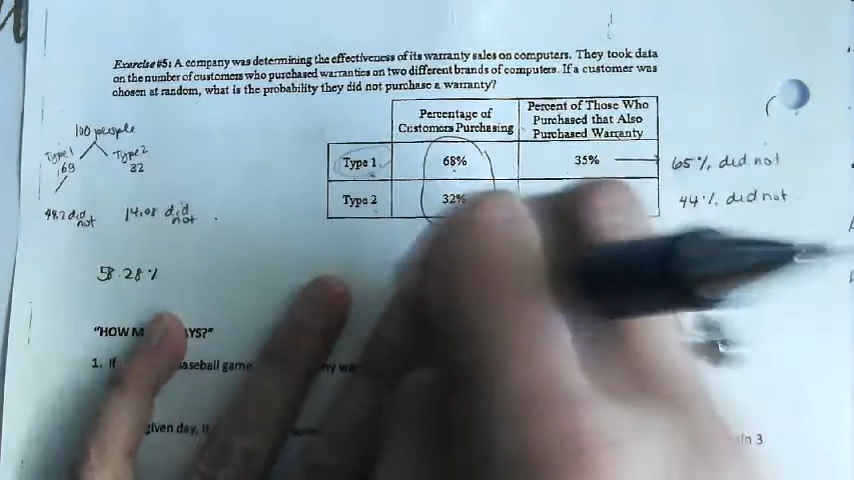 Exercise #5: A company was determining the effectiveness of its warranty sales on computers. They took data
on the number of customers who purchased warranties on two different brands of computers. If a customer was
chosen at random, what is the probability they did not purchase a warranty?
Percentage of
Customers Purchasing
Percent of Those Who
Purchased that Also
Purchased Warranty
Type 1 68% 35% 65% did not
Type 2 32% 44% did not
100 people
Type 1 Type 2
68 32
44.2 did not 14.08 did not
58.28%
"HOW M AYS?"
1. If aseball game ny wa
given day, I
in 3